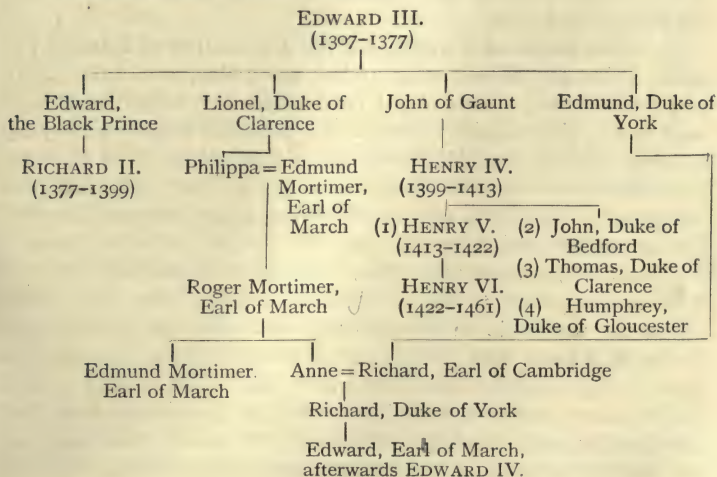 EDWARD III.
(1307–1377)
Edward, the Black Prince
Lionel, Duke of Clarence
John of Gaunt
Edmund, Duke of York
RICHARD II.
(1377–1399)
Philippa = Edmund Mortimer, Earl of March
HENRY IV.
(1399–1413)
(1) HENRY V.
(1413–1422)
(2) John, Duke of Bedford
(3) Thomas, Duke of Clarence
HENRY VI.
(1422–1461)
(4) Humphrey, Duke of Gloucester
Roger Mortimer, Earl of March
Edmund Mortimer. Earl of March
Anne = Richard, Earl of Cambridge
Richard, Duke of York
Edward, Earl of March,
afterwards EDWARD IV.